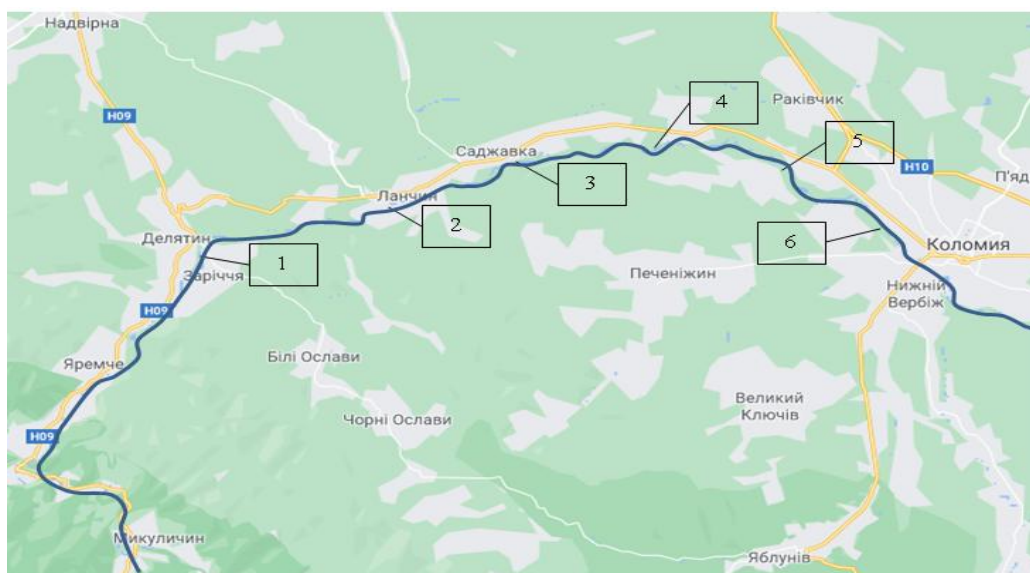 Надвірна
H09
Раківчик
4
5
Саджавка
H10
П'яд
3
Ланчин
2
6
Делятин
Коломия
1
Заріччя
Печеніжин
Нижній
Вербіж
H09
Білі Ослави
Яремче
Великий
Ключів
Чорні Ослави
H09
Микуличин
Яблунів